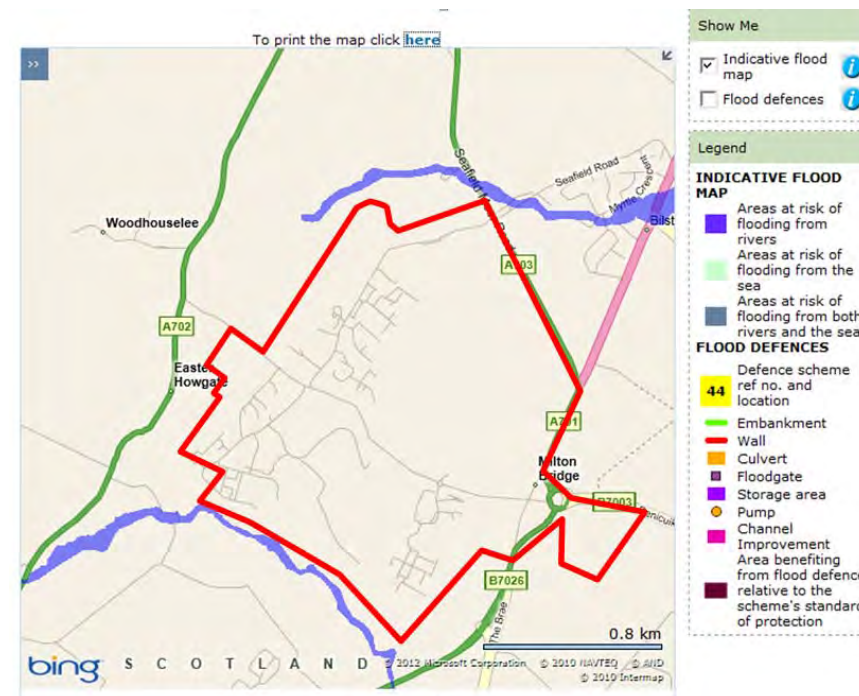 To print the map click here
>>
Seafield Road
Woodhouselee
Bilst
A703
A702
Easter
Howgate
A701
Milton
Bridge
B7003
Penicuik
B7026
The Brae
0.8 km
bing
SCOTLAND
© 2012 Microsoft Corporation © 2010 NAVTEQ © AND
© 2010 Intermap
Show Me
Indicative flood
map
Flood defences
Legend
INDICATIVE FLOOD
MAP
Areas at risk of
flooding from
rivers
Areas at risk of
flooding from the
sea
Areas at risk of
flooding from both
rivers and the sea
FLOOD DEFENCES
Defence scheme
44 ref no. and
location
Embankment
Wall
Culvert
Floodgate
Storage area
Pump
Channel
Improvement
Area benefiting
from flood defence
relative to the
scheme's standard
of protection